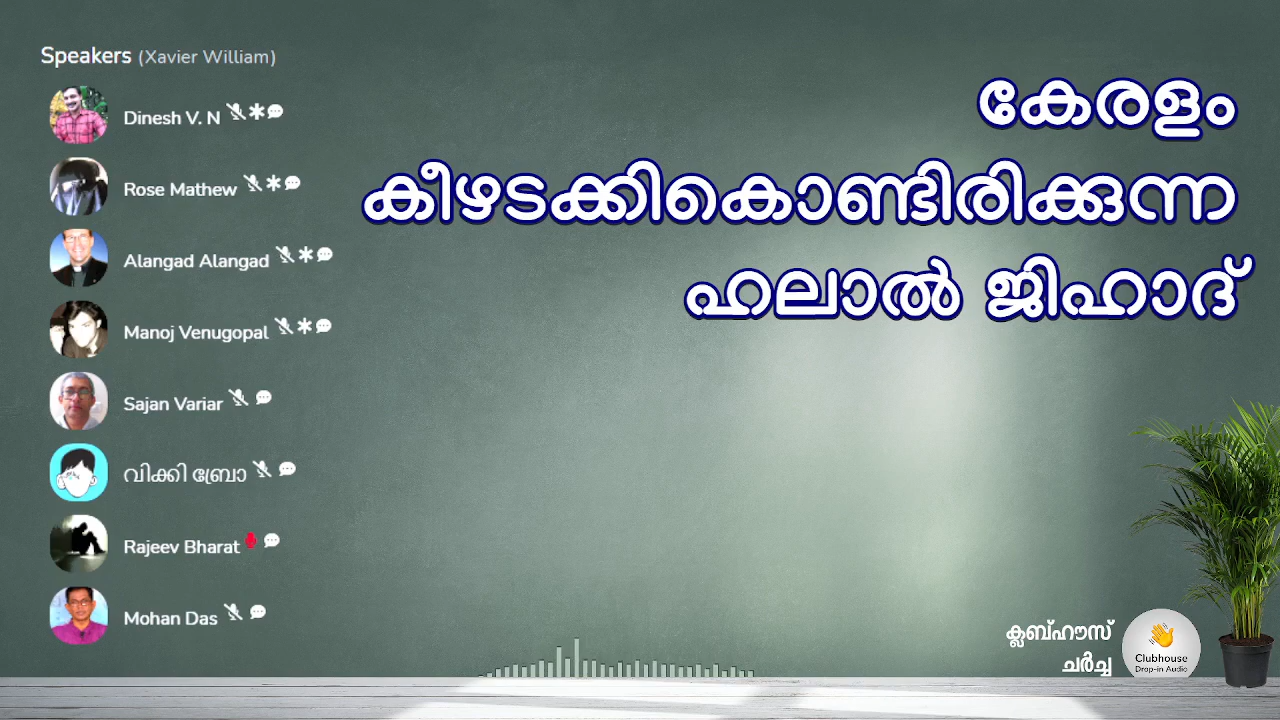 Speakers (Xavier William)
Dinesh V. N
Rose Mathew
Alangad Alangad
Manoj Venugopal
Sajan Variar
വിക്കി ബ്രോ
Rajeev Bharat
Mohan Das
കേരളം
കീഴടക്കികൊണ്ടിരിക്കുന്ന
ഹലാൽ ജിഹാദ്
ക്ലബ്ഹൗസ്
ചർച്ച
Clubhouse
Drop-in Audio